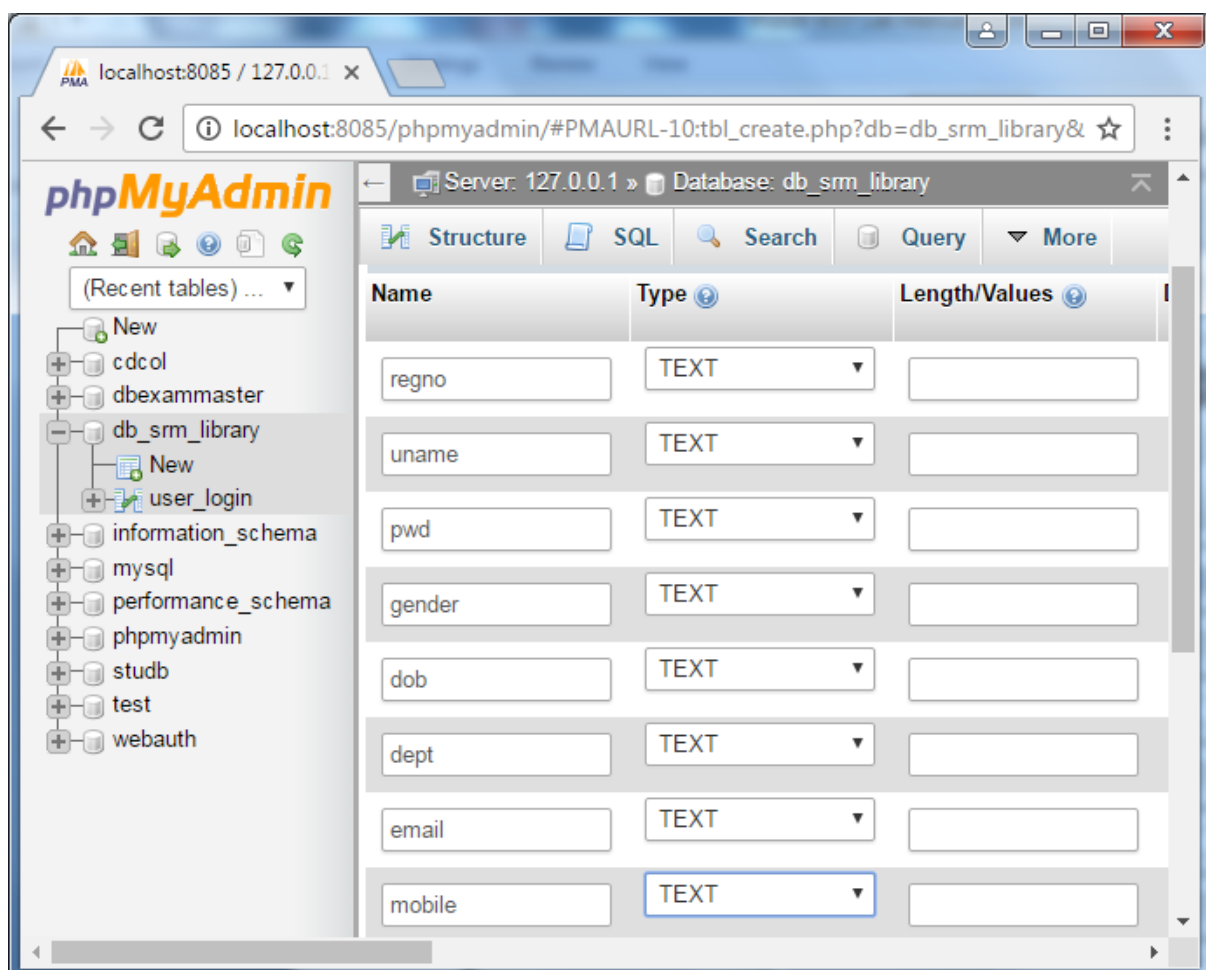 localhost:8085 / 127.0.0.1
localhost:8085/phpmyadmin/#PMAURL-10:tbl_create.php?db=db_srm_library&
phpMyAdmin
(Recent tables) ...
New
cdcol
dbexammaster
db_srm_library
New
user_login
information_schema
mysql
performance_schema
phpmyadmin
studb
test
webauth
Server: 127.0.0.1 » Database: db_srm_library
Structure SQL Search Query More
Name Type Length/Values
regno TEXT
uname TEXT
pwd TEXT
gender TEXT
dob TEXT
dept TEXT
email TEXT
mobile TEXT